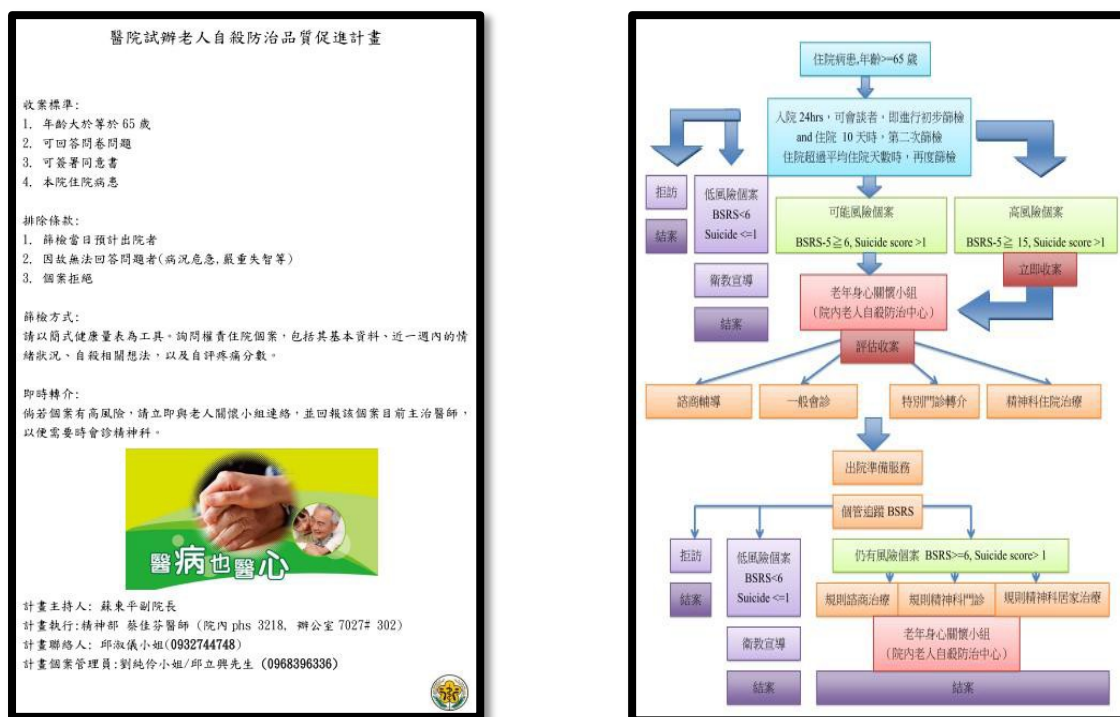 醫院試辦老人自殺防治品質促進計畫
收案標準:
1. 年齡大於等於 65 歲
2. 可回答問卷問題
3. 可簽署同意書
4. 本院住院病患
排除條款:
1. 篩檢當日預計出院者
2. 因故無法回答問題者(病況危急,嚴重失智等)
3. 個案拒絕
篩檢方式:
請以簡式健康量表為工具。詢問權責住院個案,包括其基本資料、近一週內的情
緒狀況、自殺相關想法,以及自評疼痛分數。
即時轉介:
倘若個案有高風險,請立即與老人關懷小組連絡,並回報該個案目前主治醫師,
以便需要時會診精神科。
醫病也醫心
計畫主持人: 蘇東平副院長
計畫執行:精神部 蔡佳芬醫師 (院內 phs 3218, 辦公室 7027# 302)
計畫聯絡人: 邱淑儀小姐(0932744748)
計畫個案管理員:劉純伶小姐/邱立興先生 (0968396336)
住院病患,年齡>=65 歲
入院 24hrs,可會談者,即進行初步篩檢
and 住院 10 天時,第二次篩檢
住院超過平均住院天數時,再度篩檢
拒訪
結案
低風險個案
BSRS<6
Suicide <=1
衛教宣導
結案
可能風險個案
BSRS-5≧6, Suicide score >1
高風險個案
BSRS-5≧ 15, Suicide score >1
立即收案
老年身心關懷小組
(院內老人自殺防治中心)
評估收案
諮商輔導
一般會診
特別門診轉介
精神科住院治療
出院準備服務
個管追蹤 BSRS
拒訪
結案
低風險個案
BSRS<6
Suicide <=1
衛教宣導
結案
仍有風險個案 BSRS>=6, Suicide score> 1
規則諮商治療
規則精神科門診
規則精神科居家治療
老年身心關懷小組
(院內老人自殺防治中心)
結案